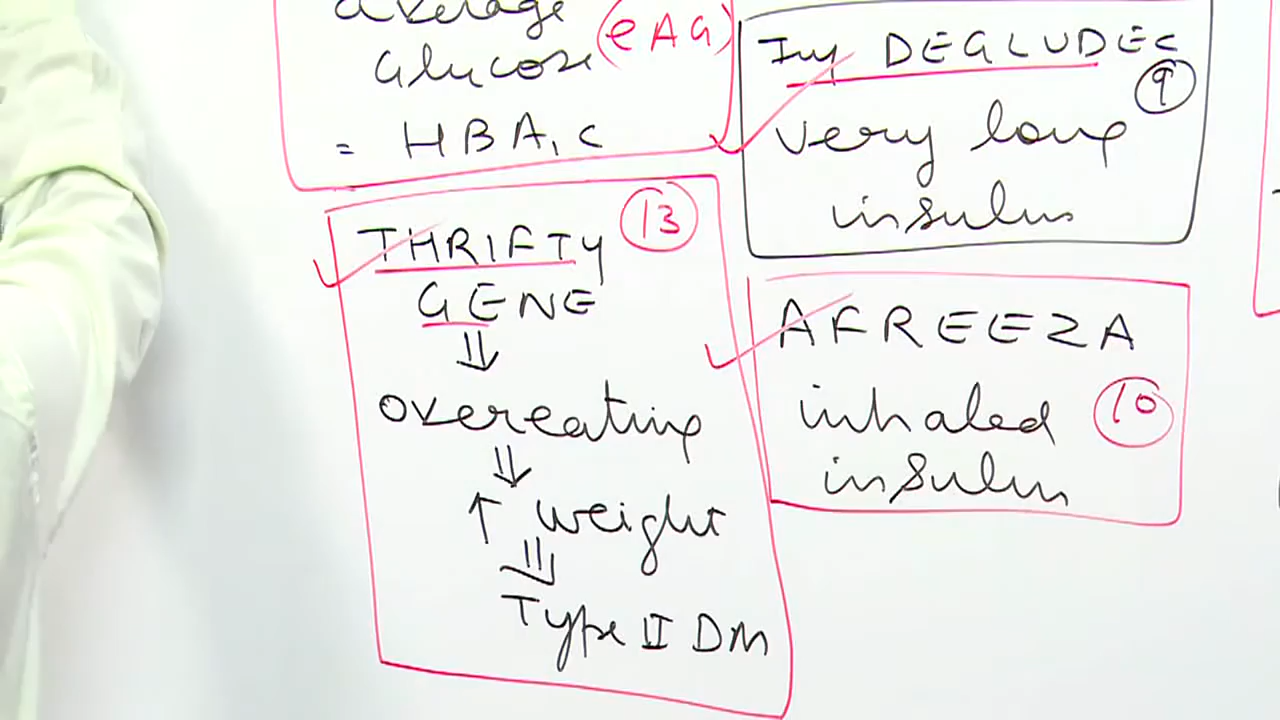 average
Glucose (eAG)
= HBA1c
Inj DEGLUDEC
9
very long
insulin
THRIFTY 13
GENE
⇓
overeating
⇓
↑ weight
⇓
Type II DM
AFREEZA
inhaled 10
insulin